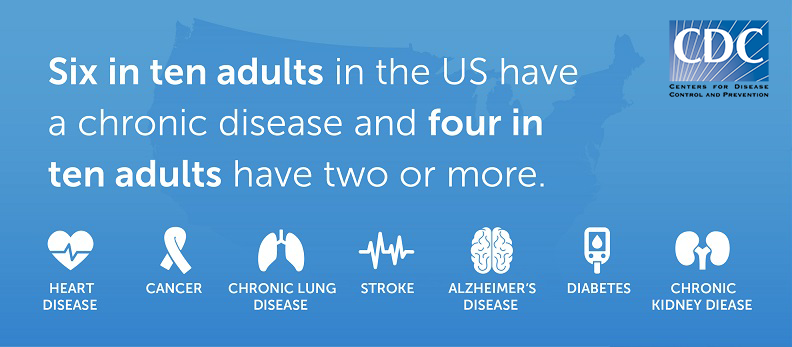 CDC
CENTERS FOR DISEASE
CONTROL AND PREVENTION
Six in ten adults in the US have
a chronic disease and four in
ten adults have two or more.
HEART
DISEASE
CANCER
CHRONIC LUNG
DISEASE
STROKE
ALZHEIMER'S
DISEASE
DIABETES
CHRONIC
KIDNEY DIEASE